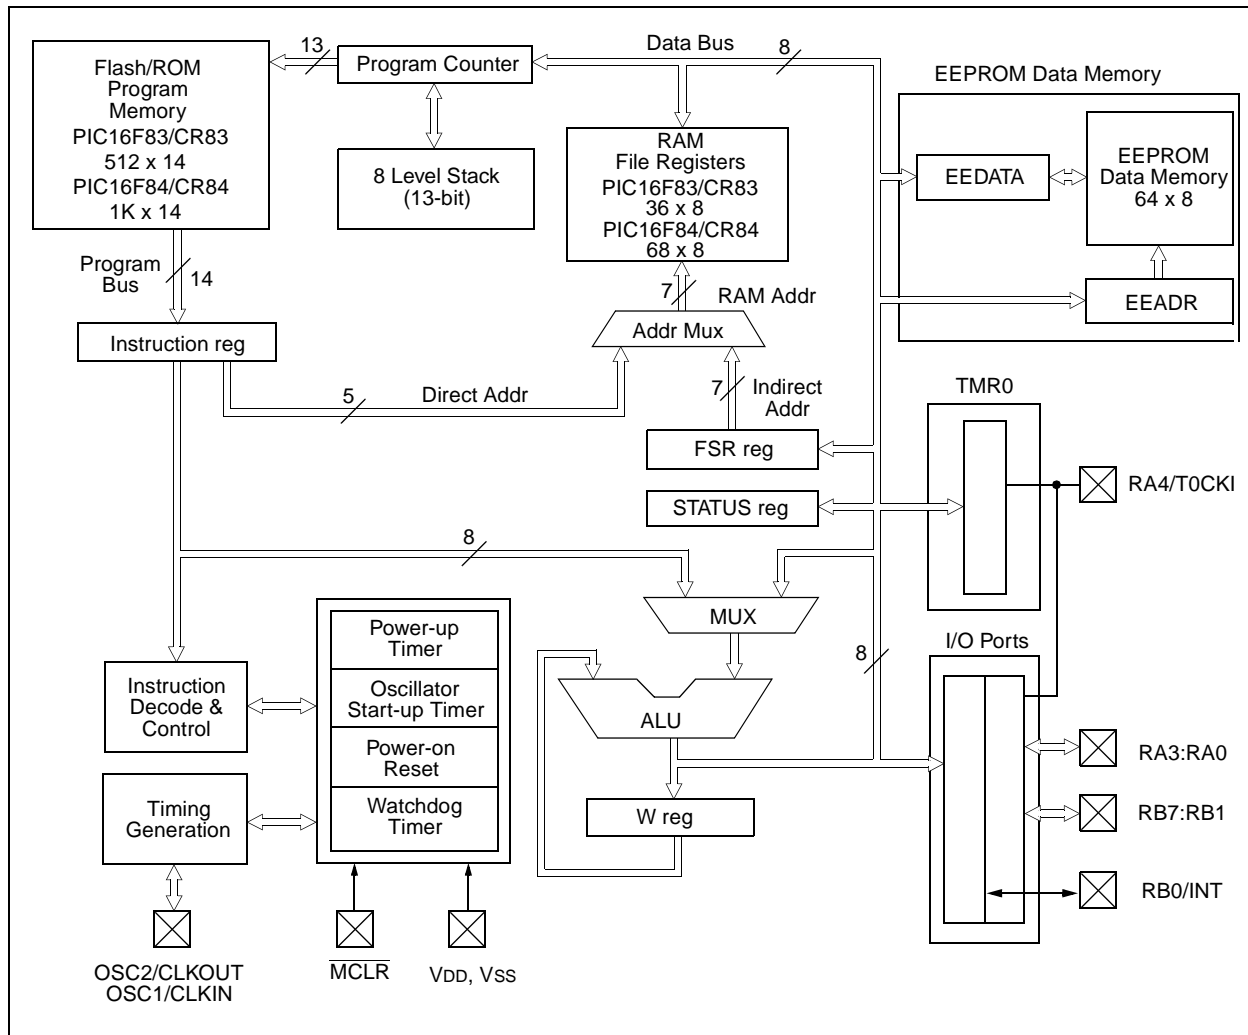 Flash/ROM
Program
Memory
PIC16F83/CR83
512 x 14
PIC16F84/CR84
1K x 14
13
Program Counter
Data Bus
8
8 Level Stack
(13-bit)
RAM
File Registers
PIC16F83/CR83
36 x 8
PIC16F84/CR84
68 x 8
EEPROM Data Memory
EEDATA
EEPROM
Data Memory
64 x 8
EEADR
Program
Bus
14
7
RAM Addr
Addr Mux
Instruction reg
5
Direct Addr
7
Indirect
Addr
FSR reg
STATUS reg
TMR0
RA4/T0CKI
8
MUX
8
ALU
W reg
I/O Ports
RA3:RA0
RB7:RB1
RB0/INT
Power-up
Timer
Oscillator
Start-up Timer
Power-on
Reset
Watchdog
Timer
Instruction
Decode &
Control
Timing
Generation
OSC2/CLKOUT
OSC1/CLKIN
MCLR
VDD, VSS